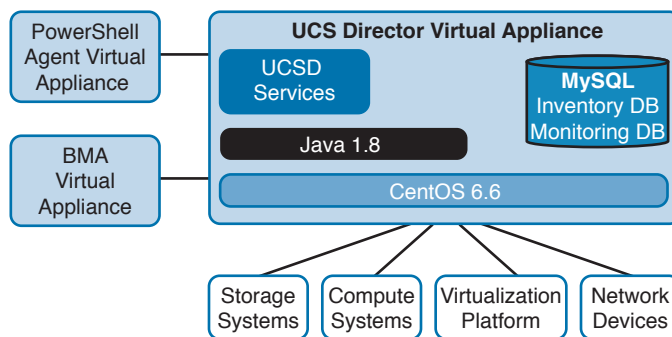 PowerShell
Agent Virtual
Appliance
UCS Director Virtual Appliance
UCSD
Services
MySQL
Inventory DB
Monitoring DB
Java 1.8
BMA
Virtual
Appliance
CentOS 6.6
Storage
Systems
Compute
Systems
Virtualization
Platform
Network
Devices